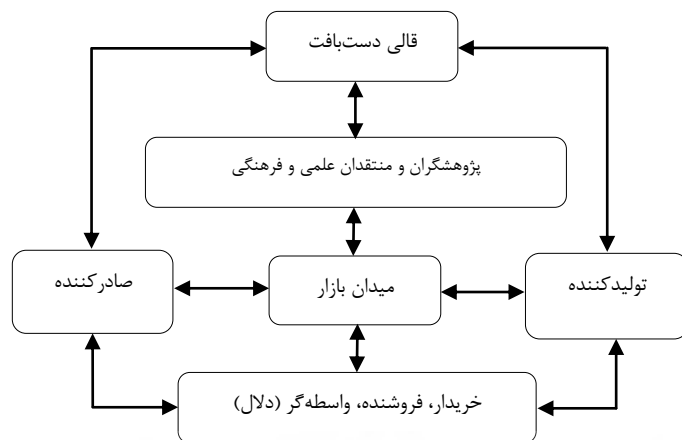 قالی دست‌بافت
پژوهشگران و منتقدان علمی و فرهنگی
تولیدکننده
میدان بازار
صادرکننده
خریدار، فروشنده، واسطه‌گر (دلال)